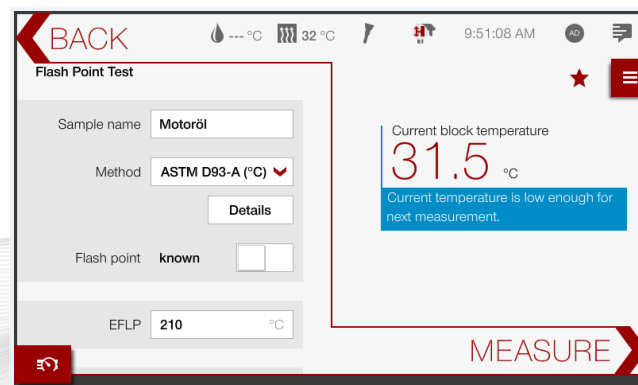 BACK
--- °C
32 °C
9:51:08 AM
AD
Flash Point Test
Sample name Motoröl
Method ASTM D93-A (°C)
Details
Flash point known
EFLP 210 °C
Current block temperature
31.5 °C
Current temperature is low enough for
next measurement.
MEASURE